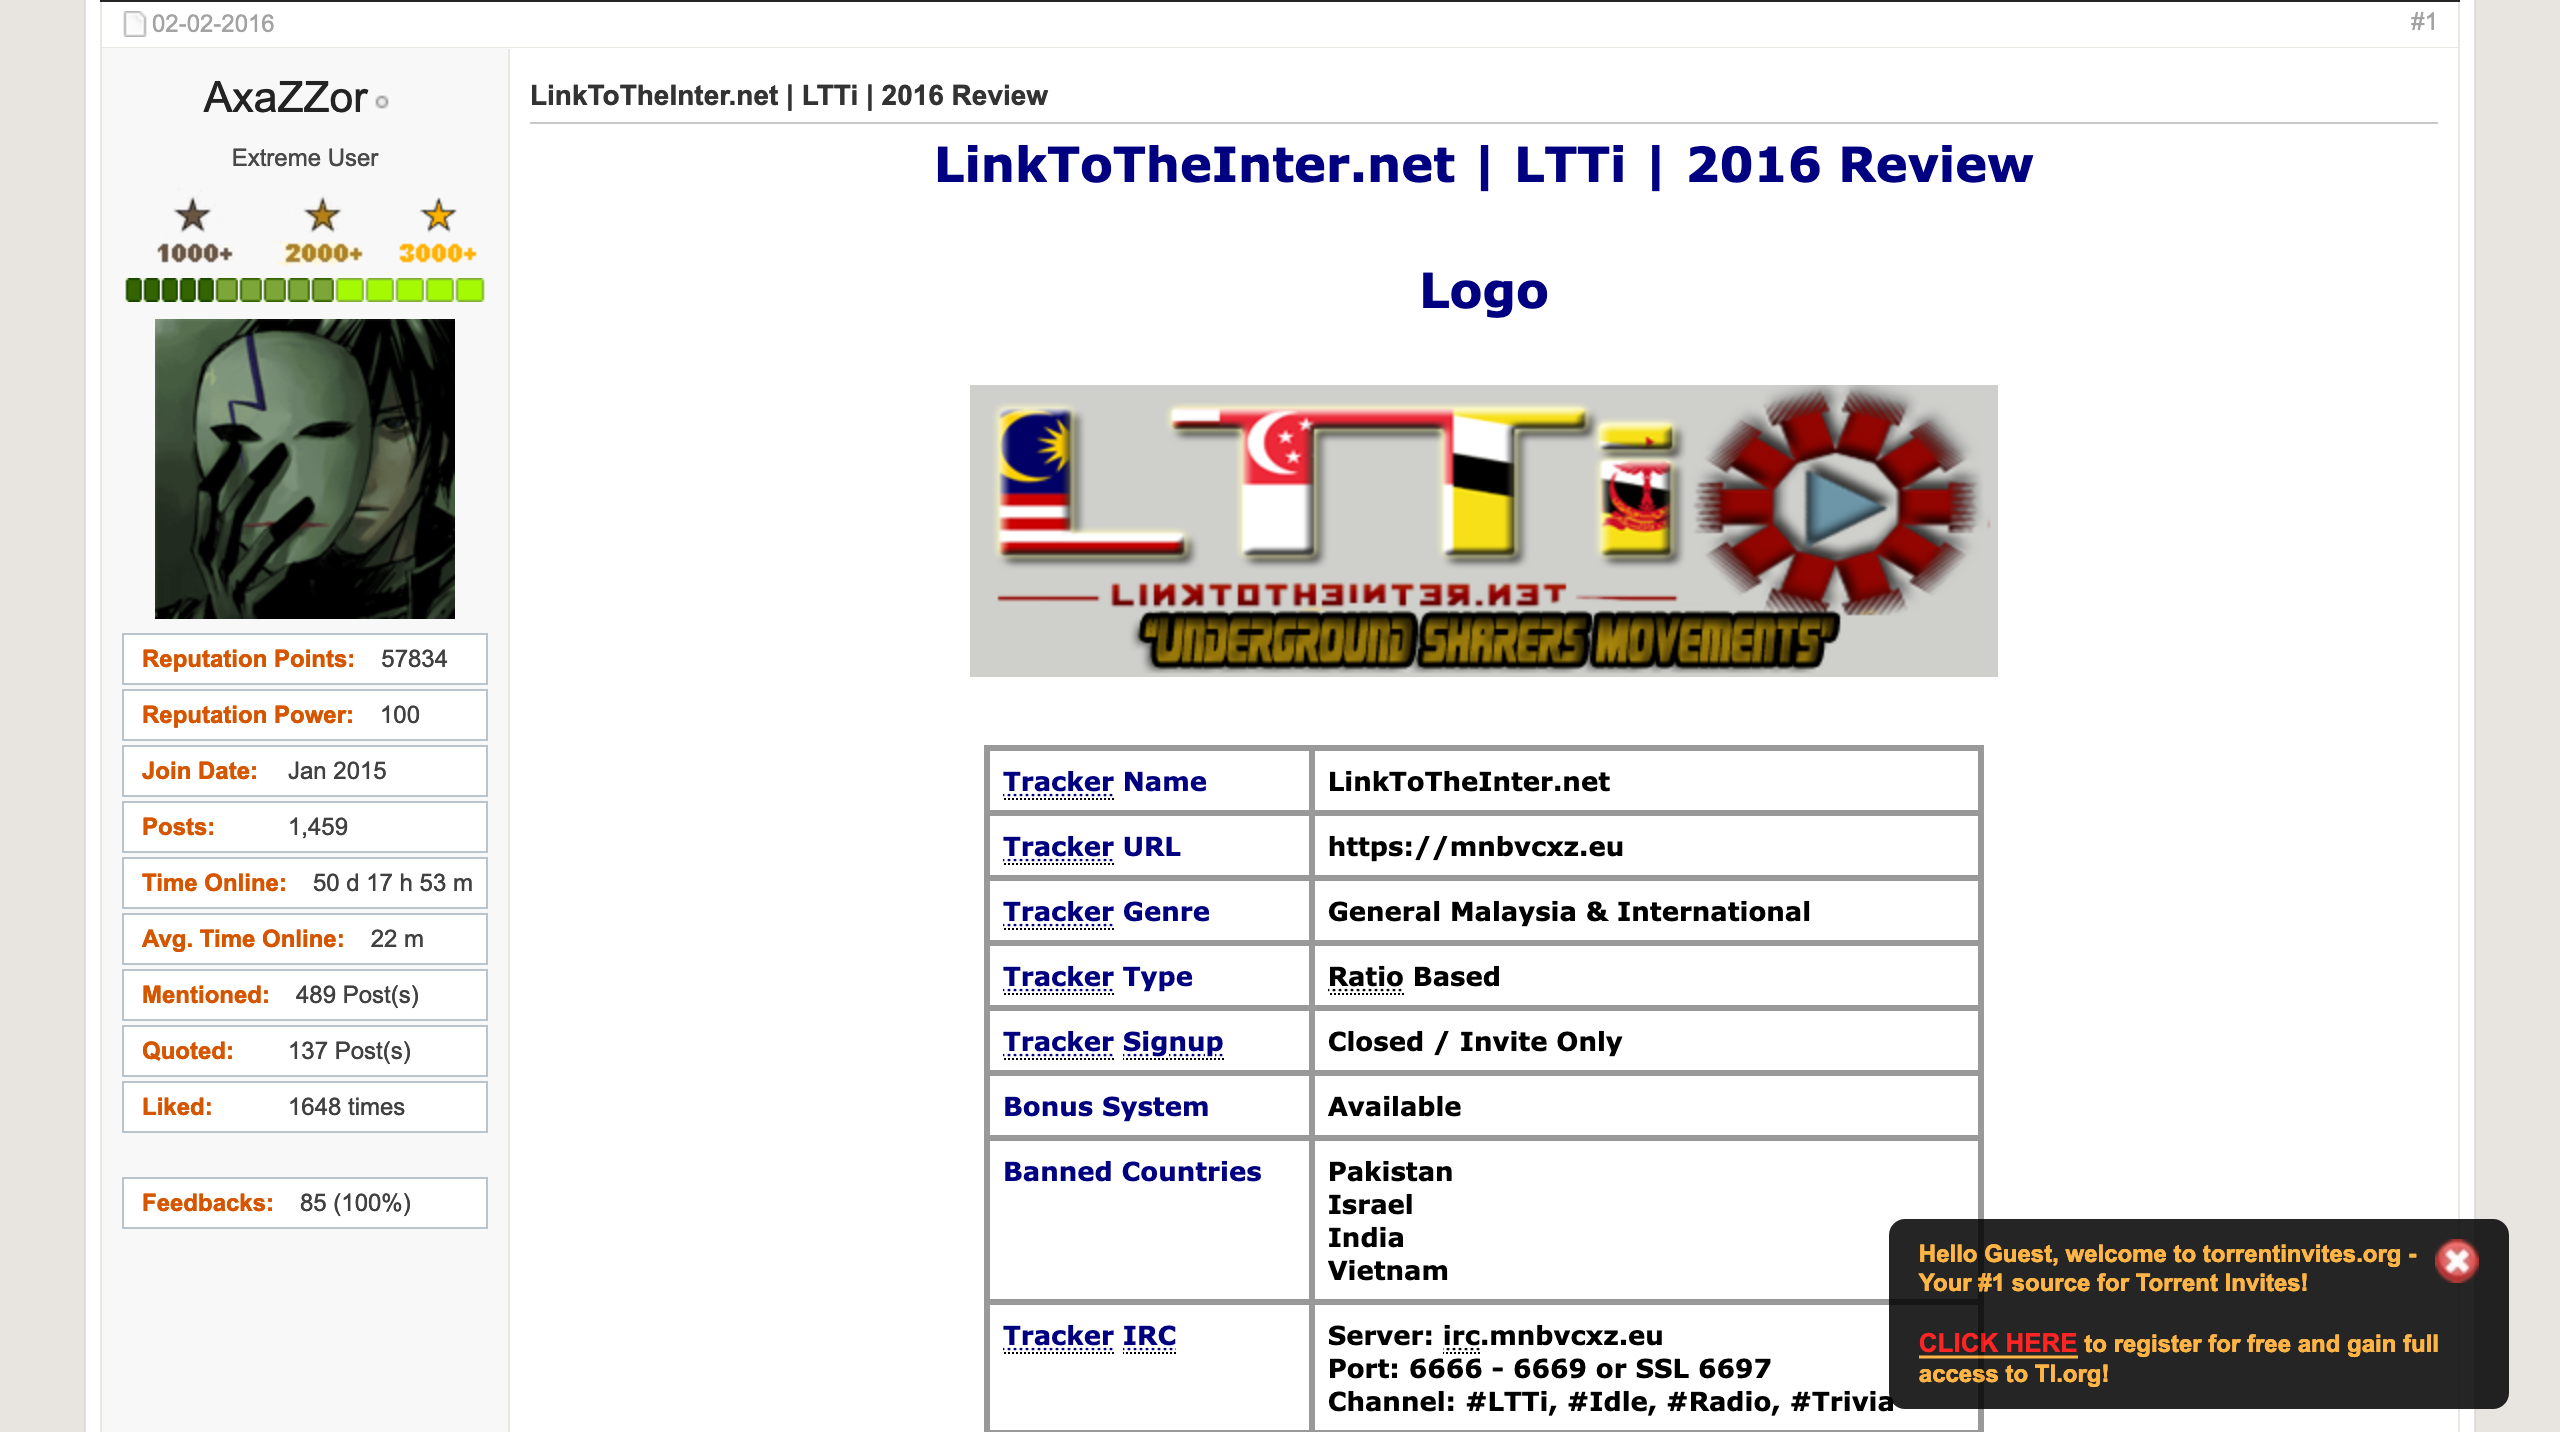 02-02-2016
#1
AxaZZor
Extreme User
1000+ 2000+ 3000+
Reputation Points: 57834
Reputation Power: 100
Join Date: Jan 2015
Posts: 1,459
Time Online: 50 d 17 h 53 m
Avg. Time Online: 22 m
Mentioned: 489 Post(s)
Quoted: 137 Post(s)
Liked: 1648 times
Feedbacks: 85 (100%)
LinkToTheInter.net | LTTi | 2016 Review
LinkToTheInter.net | LTTi | 2016 Review
Logo
LTTi
LINKTOTHEINTER.NET
"UNDERGROUND SHARERS MOVEMENTS"
Tracker Name LinkToTheInter.net
Tracker URL https://mnbvcxz.eu
Tracker Genre General Malaysia & International
Tracker Type Ratio Based
Tracker Signup Closed / Invite Only
Bonus System Available
Banned Countries Pakistan
Israel
India
Vietnam
Tracker IRC Server: irc.mnbvcxz.eu
Port: 6666 - 6669 or SSL 6697
Channel: #LTTi, #Idle, #Radio, #Trivia
Hello Guest, welcome to torrentinvites.org -
Your #1 source for Torrent Invites!
CLICK HERE to register for free and gain full
access to TI.org!